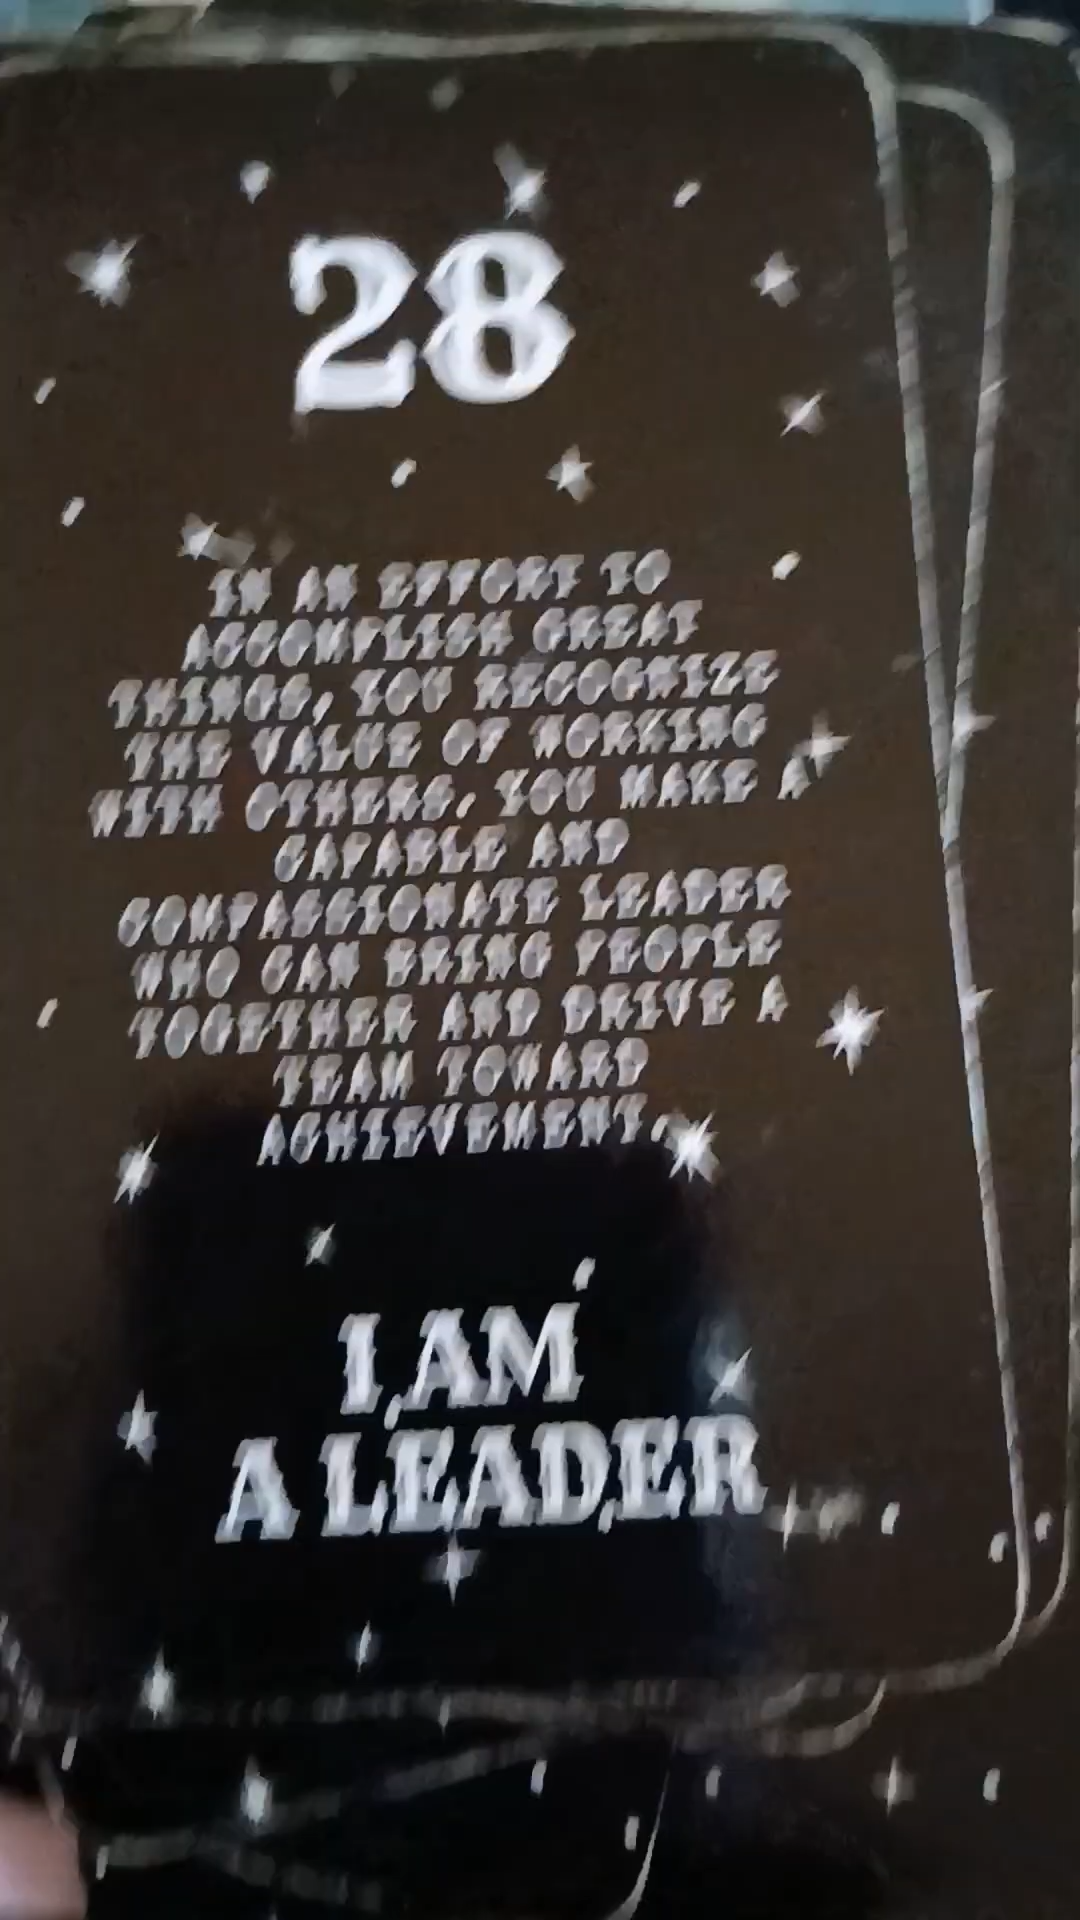 28
IN AN EFFORT TO
ACCOMPLISH GREAT
THINGS, YOU RECOGNIZE
THE VALUE OF WORKING
WITH OTHERS. YOU MAKE A
CAPABLE AND
COMPASSIONATE LEADER
WHO CAN BRING PEOPLE
TOGETHER AND DRIVE A
TEAM TOWARD
ACHIEVEMENT.
I AM
A LEADER